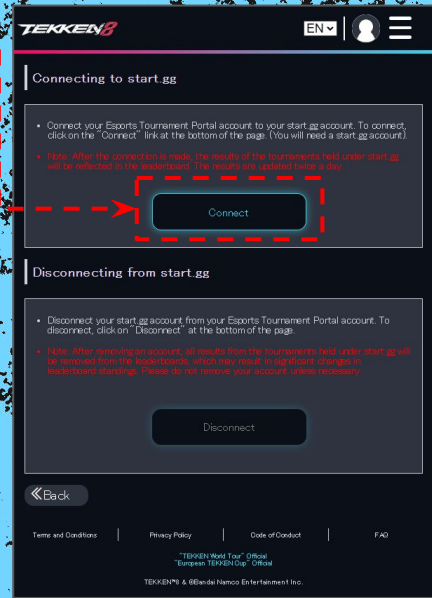 TEKKEN8
EN
Connecting to start.gg
• Connect your Esports Tournament Portal account to your start.gg account. To connect,
click on the "Connect" link at the bottom of the page. (You will need a start.gg account).
• Note: After the connection is made, the results of the tournaments held under start.gg
will be reflected in the leaderboard. The results are updated twice a day.
Connect
Disconnecting from start.gg
• Disconnect your start.gg account from your Esports Tournament Portal account. To
disconnect, click on "Disconnect" at the bottom of the page.
• Note: After removing an account, all results from the tournaments held under start.gg will
be removed from the leaderboards, which may result in significant changes in
leaderboard standings. Please do not remove your account unless necessary.
Disconnect
≪Back
Terms and Conditions
Privacy Policy
Code of Conduct
FAQ
"TEKKEN World Tour" Official
"European TEKKEN Cup" Official
TEKKEN™8 & ©Bandai Namco Entertainment Inc.